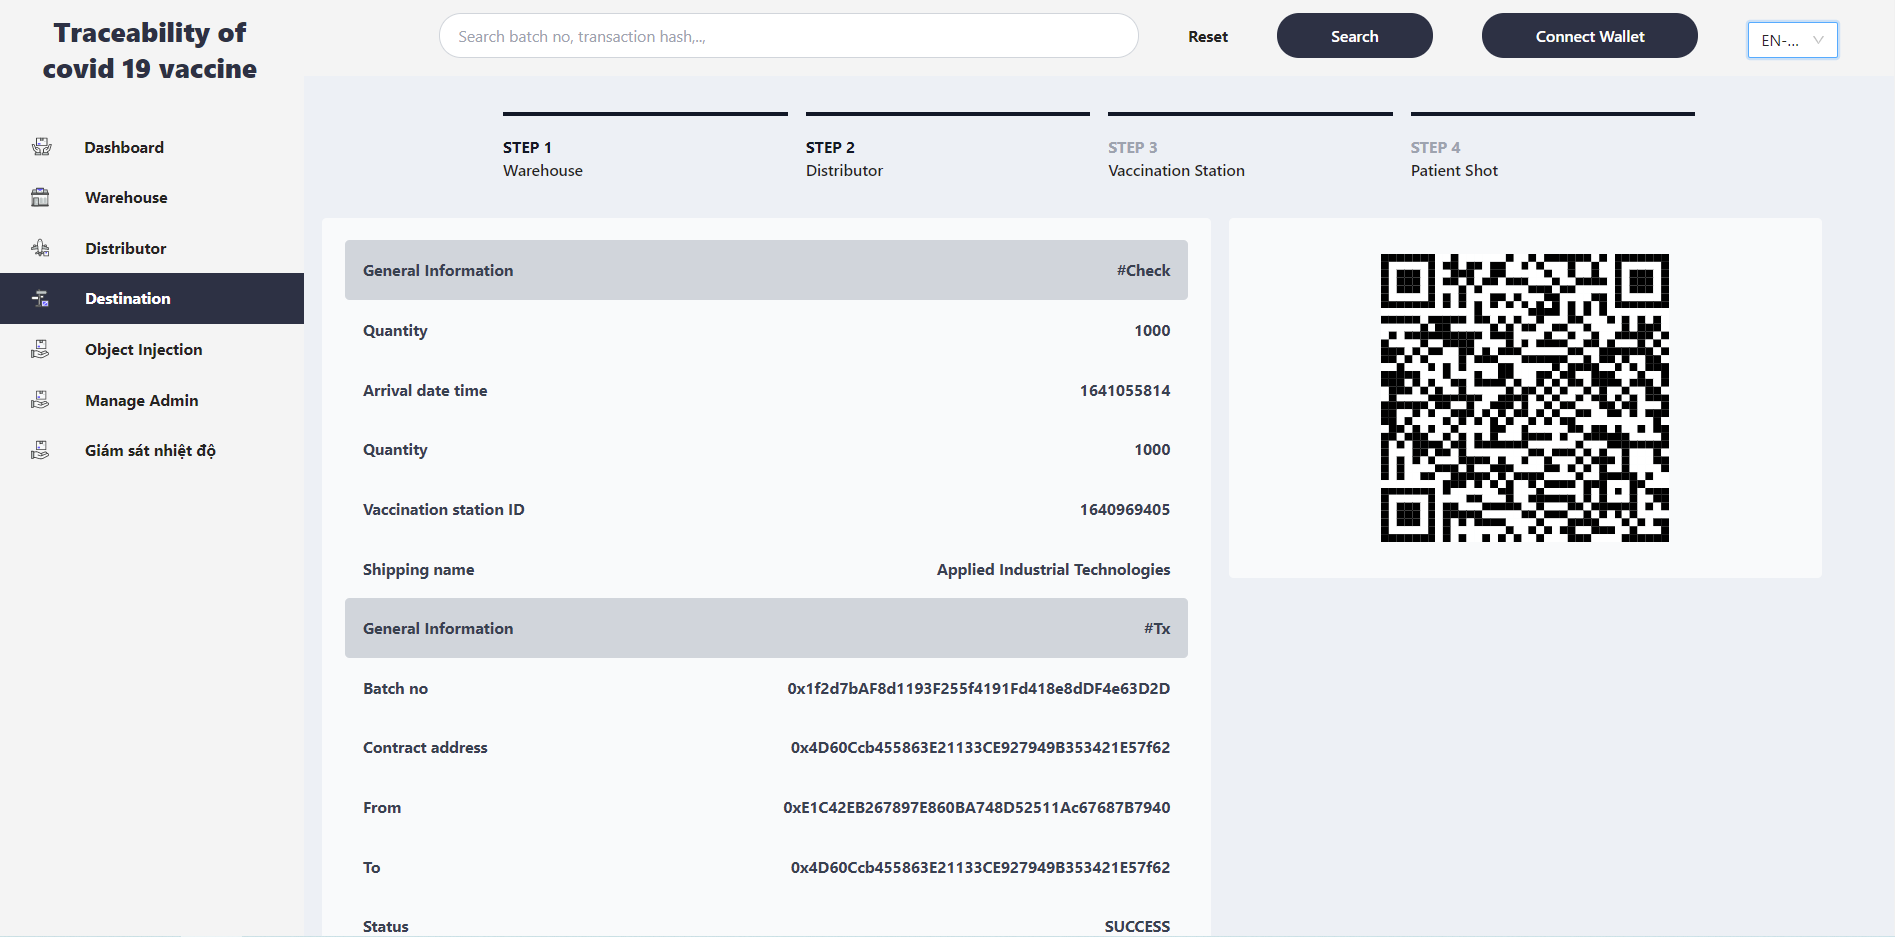 Traceability of
covid 19 vaccine
Search batch no, transaction hash,..,
Reset
Search
Connect Wallet
EN-...
Dashboard
Warehouse
Distributor
Destination
Object Injection
Manage Admin
Giám sát nhiệt độ
STEP 1
Warehouse
STEP 2
Distributor
STEP 3
Vaccination Station
STEP 4
Patient Shot
General Information #Check
Quantity 1000
Arrival date time 1641055814
Quantity 1000
Vaccination station ID 1640969405
Shipping name Applied Industrial Technologies
General Information #Tx
Batch no 0x1f2d7bAF8d1193F255f4191Fd418e8dDF4e63D2D
Contract address 0x4D60Ccb455863E21133CE927949B353421E57f62
From 0xE1C42EB267897E860BA748D52511Ac67687B7940
To 0x4D60Ccb455863E21133CE927949B353421E57f62
Status SUCCESS